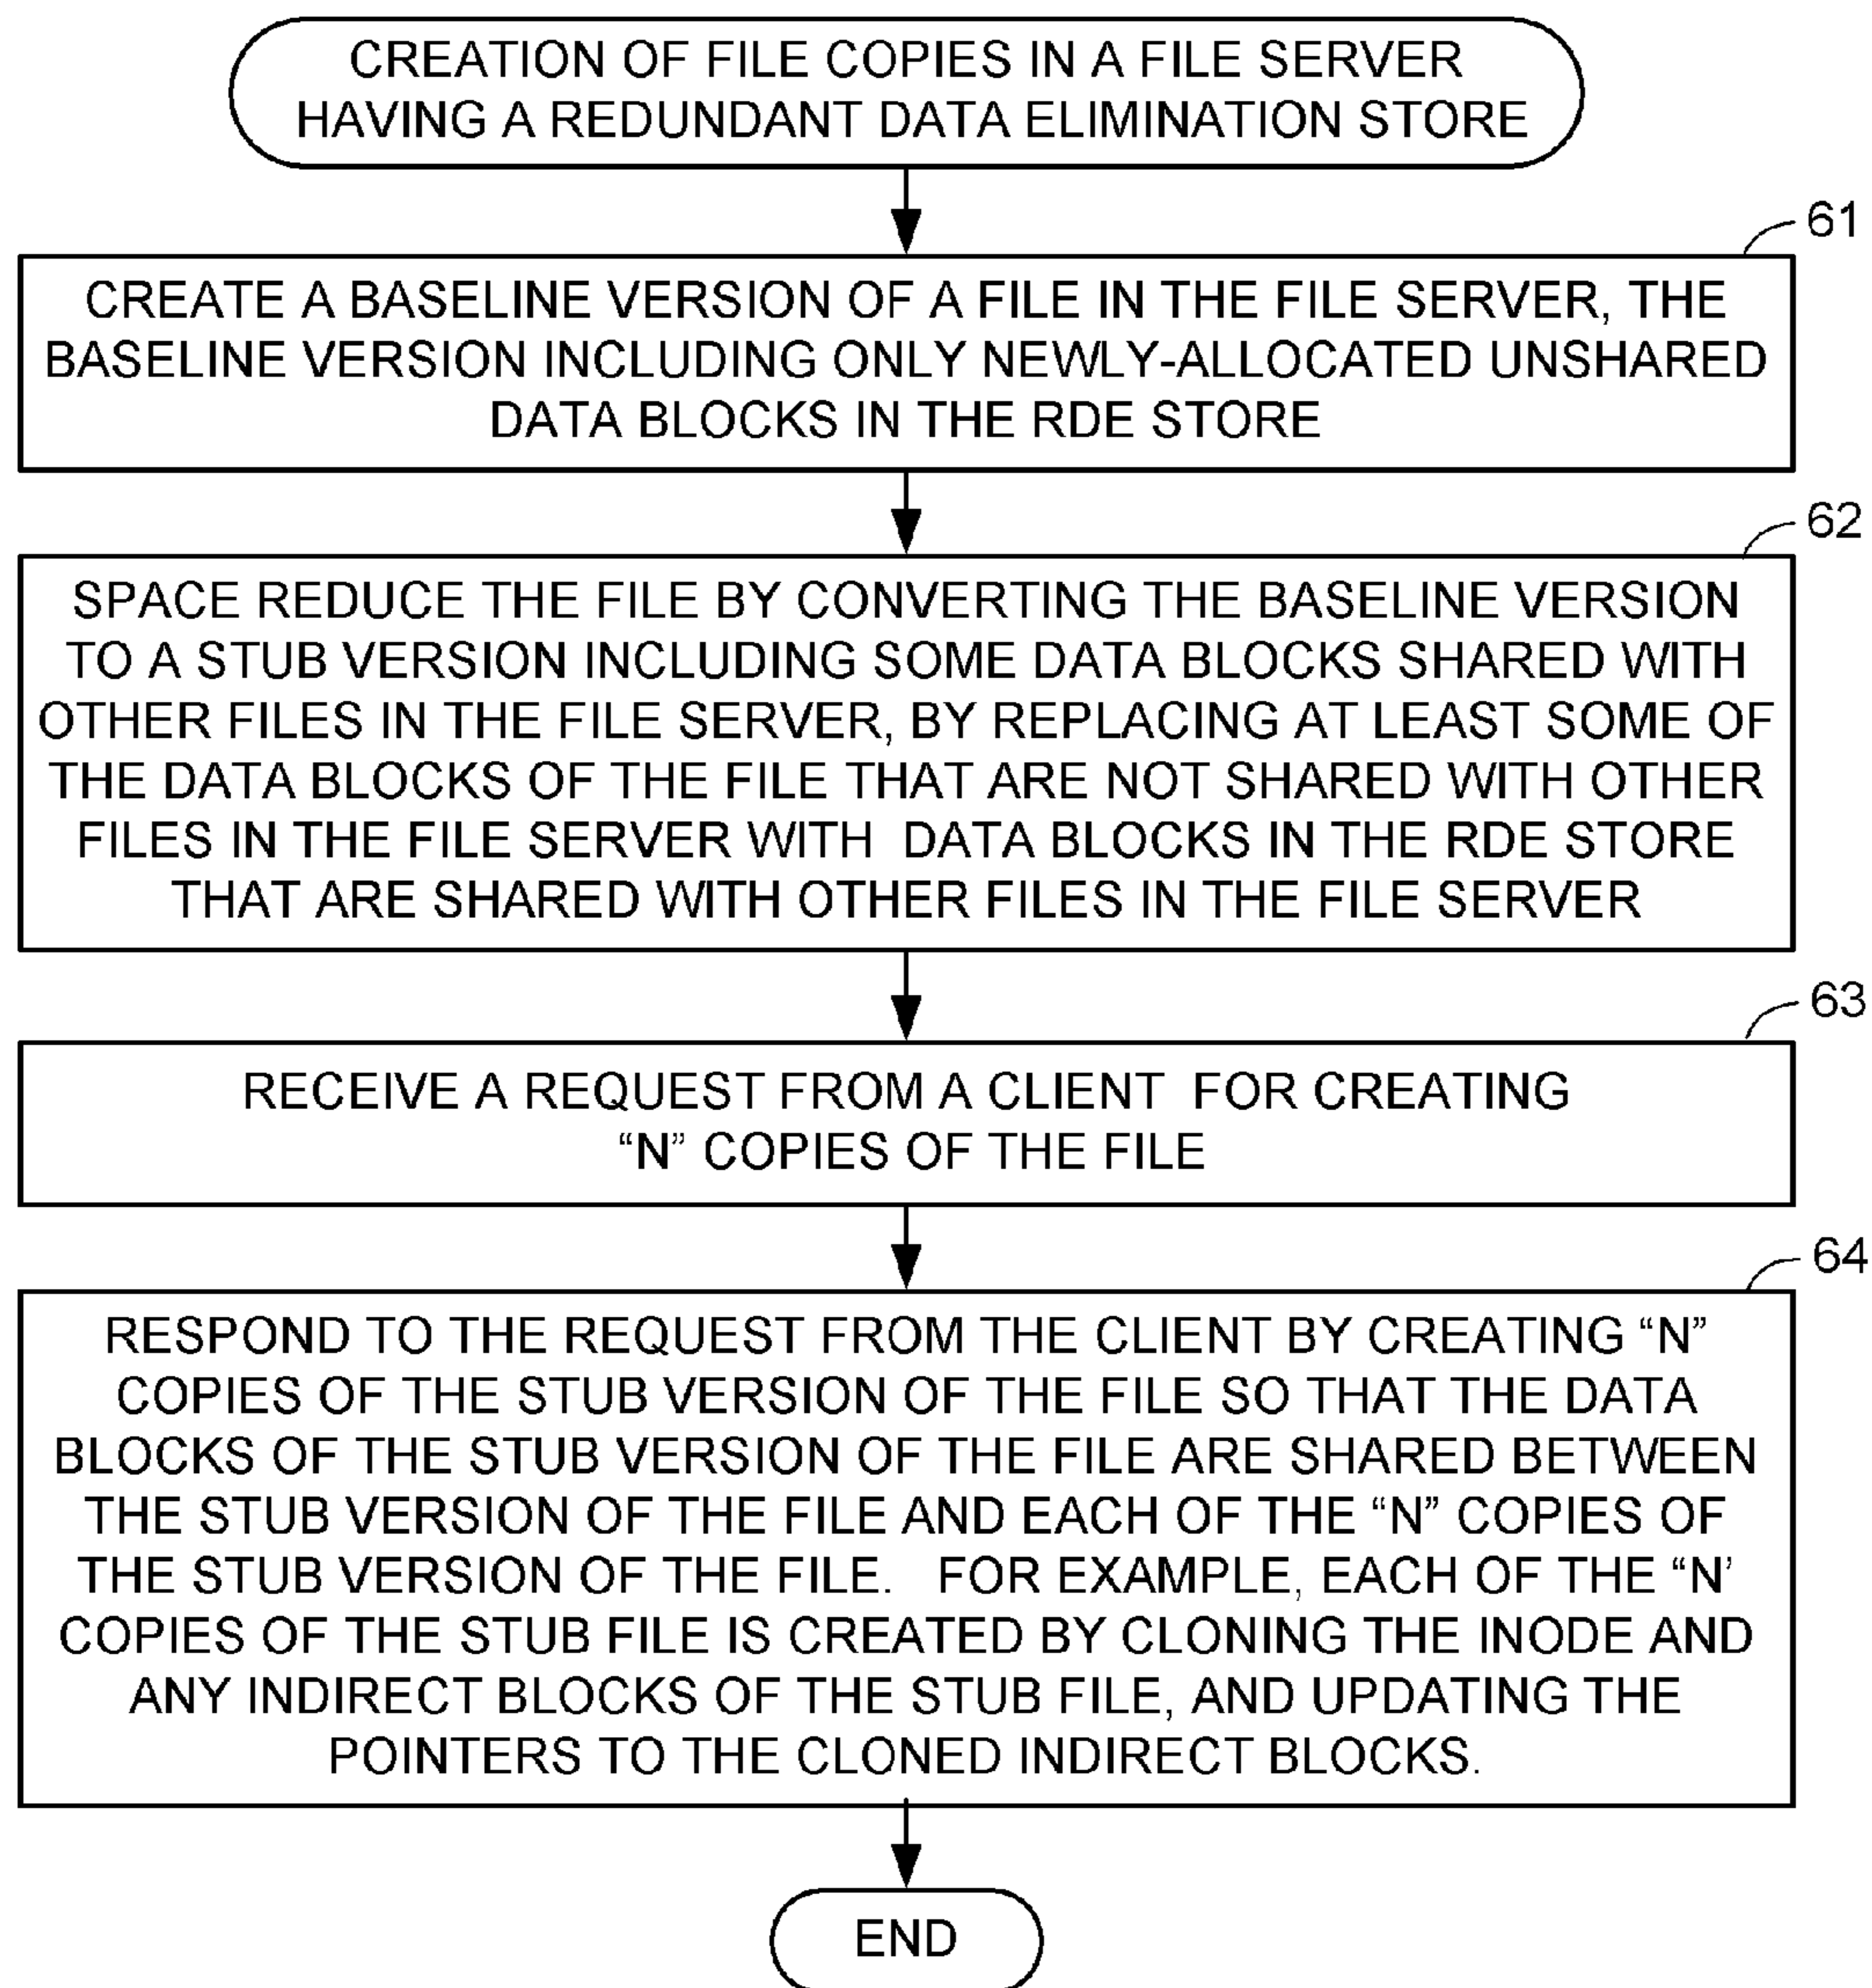 CREATION OF FILE COPIES IN A FILE SERVER
HAVING A REDUNDANT DATA ELIMINATION STORE
61
CREATE A BASELINE VERSION OF A FILE IN THE FILE SERVER, THE
BASELINE VERSION INCLUDING ONLY NEWLY-ALLOCATED UNSHARED
DATA BLOCKS IN THE RDE STORE
62
SPACE REDUCE THE FILE BY CONVERTING THE BASELINE VERSION
TO A STUB VERSION INCLUDING SOME DATA BLOCKS SHARED WITH
OTHER FILES IN THE FILE SERVER, BY REPLACING AT LEAST SOME OF
THE DATA BLOCKS OF THE FILE THAT ARE NOT SHARED WITH OTHER
FILES IN THE FILE SERVER WITH DATA BLOCKS IN THE RDE STORE
THAT ARE SHARED WITH OTHER FILES IN THE FILE SERVER
63
RECEIVE A REQUEST FROM A CLIENT FOR CREATING
“N” COPIES OF THE FILE
64
RESPOND TO THE REQUEST FROM THE CLIENT BY CREATING “N”
COPIES OF THE STUB VERSION OF THE FILE SO THAT THE DATA
BLOCKS OF THE STUB VERSION OF THE FILE ARE SHARED BETWEEN
THE STUB VERSION OF THE FILE AND EACH OF THE “N” COPIES OF
THE STUB VERSION OF THE FILE. FOR EXAMPLE, EACH OF THE “N’
COPIES OF THE STUB FILE IS CREATED BY CLONING THE INODE AND
ANY INDIRECT BLOCKS OF THE STUB FILE, AND UPDATING THE
POINTERS TO THE CLONED INDIRECT BLOCKS.
END